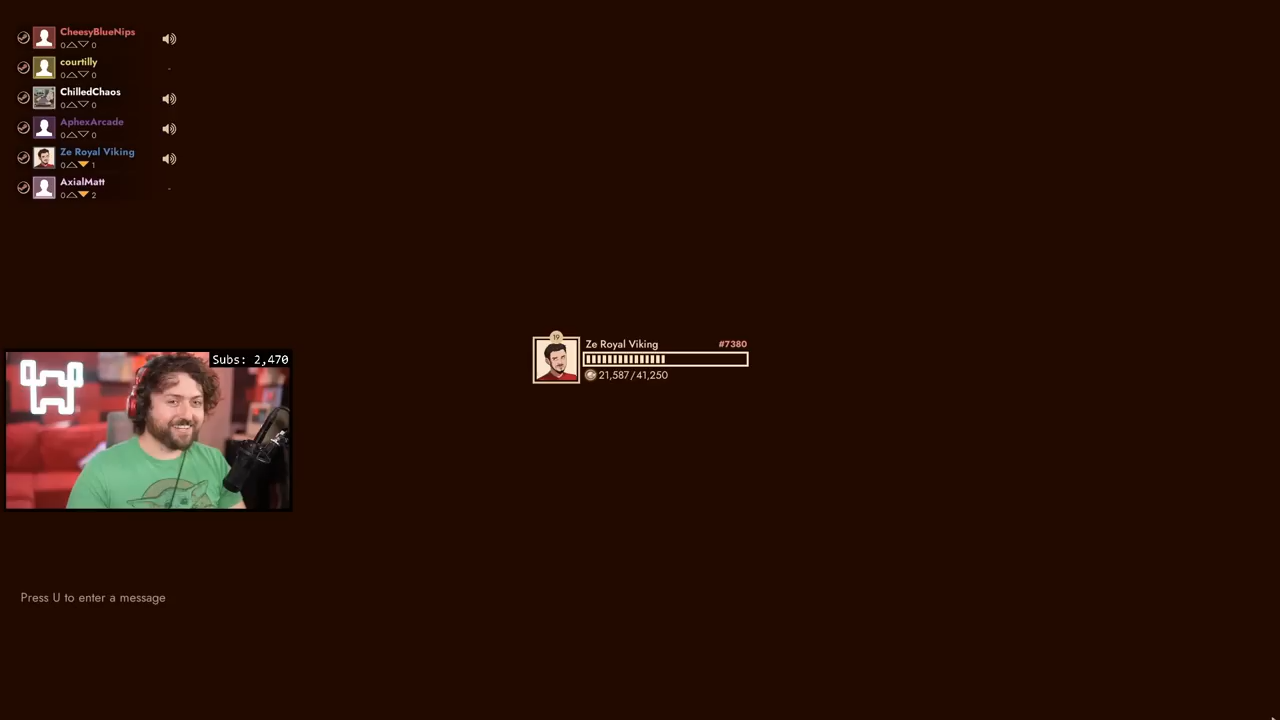 CheesyBlueNips
0 0
courtilly
0 0
-
ChilledChaos
0 0
AphexArcade
0 0
Ze Royal Viking
0 1
AxialMatt
0 2
-
19
Ze Royal Viking #7380
21,587/41,250
Subs: 2,470
Press U to enter a message